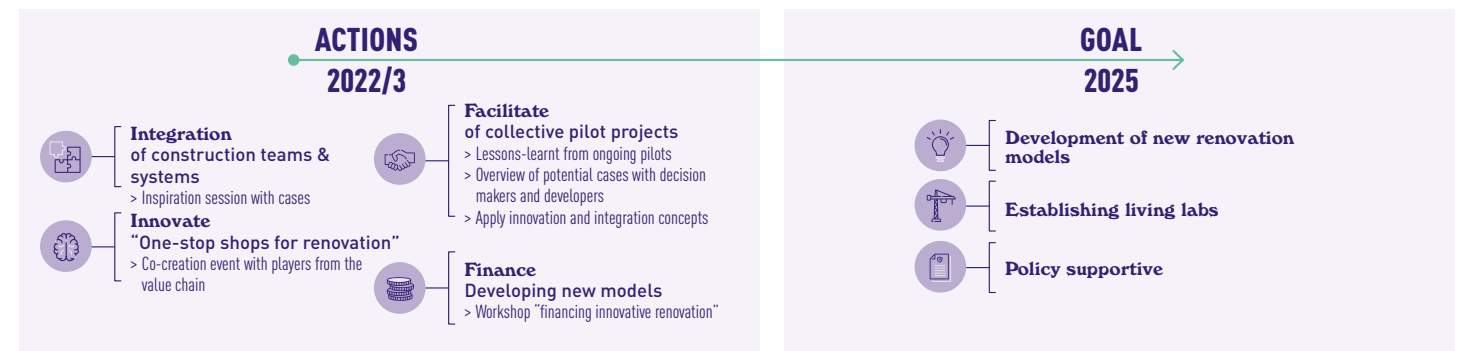 ACTIONS
2022/3
Integration
of construction teams &
systems
> Inspiration session with cases
Innovate
“One-stop shops for renovation”
> Co-creation event with players from the
value chain
Facilitate
of collective pilot projects
> Lessons-learnt from ongoing pilots
> Overview of potential cases with decision
makers and developers
> Apply innovation and integration concepts
Finance
Developing new models
> Workshop “financing innovative renovation”
GOAL
2025
Development of new renovation
models
Establishing living labs
Policy supportive